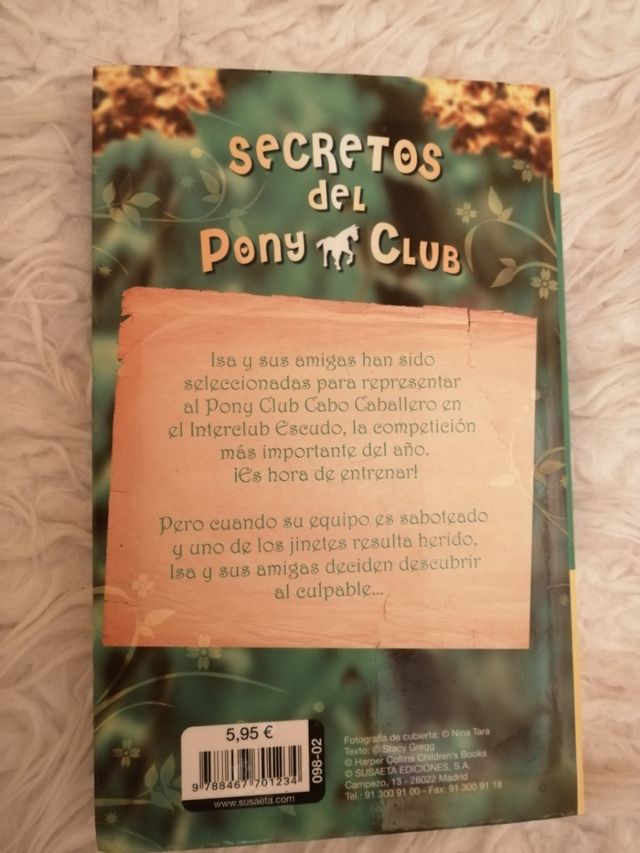 SECRETOS
DEL
PONY CLUB
Isa y sus amigas han sido
seleccionadas para representar
al Pony Club Cabo Caballero en
el Interclub Escudo, la competición
más importante del año.
¡Es hora de entrenar!
Pero cuando su equipo es saboteado
y uno de los jinetes resulta herido,
Isa y sus amigas deciden descubrir
al culpable...
5,95 €
098-02
9 788467 701234
www.susaeta.com
Fotografía de cubierta: © Nina Tara
Texto: © Stacy Gregg
© Harper Collins Children's Books
© SUSAETA EDICIONES, S.A.
Campezo, 13 - 28022 Madrid
Tel.: 91 300 91 00 - Fax: 91 300 91 18